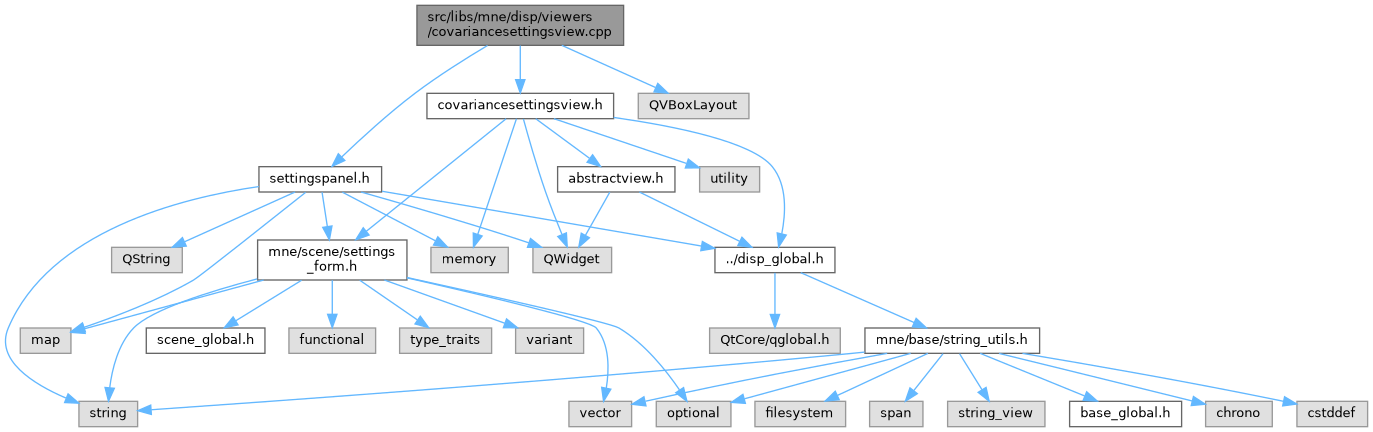 src/libs/mne/disp/viewers
/covariancesettingsview.cpp
covariancesettingsview.h
QVBoxLayout
settingspanel.h
abstractview.h
utility
QString
mne/scene/settings
_form.h
memory
QWidget
../disp_global.h
map
scene_global.h
functional
type_traits
variant
QtCore/qglobal.h
mne/base/string_utils.h
string
vector
optional
filesystem
span
string_view
base_global.h
chrono
cstddef